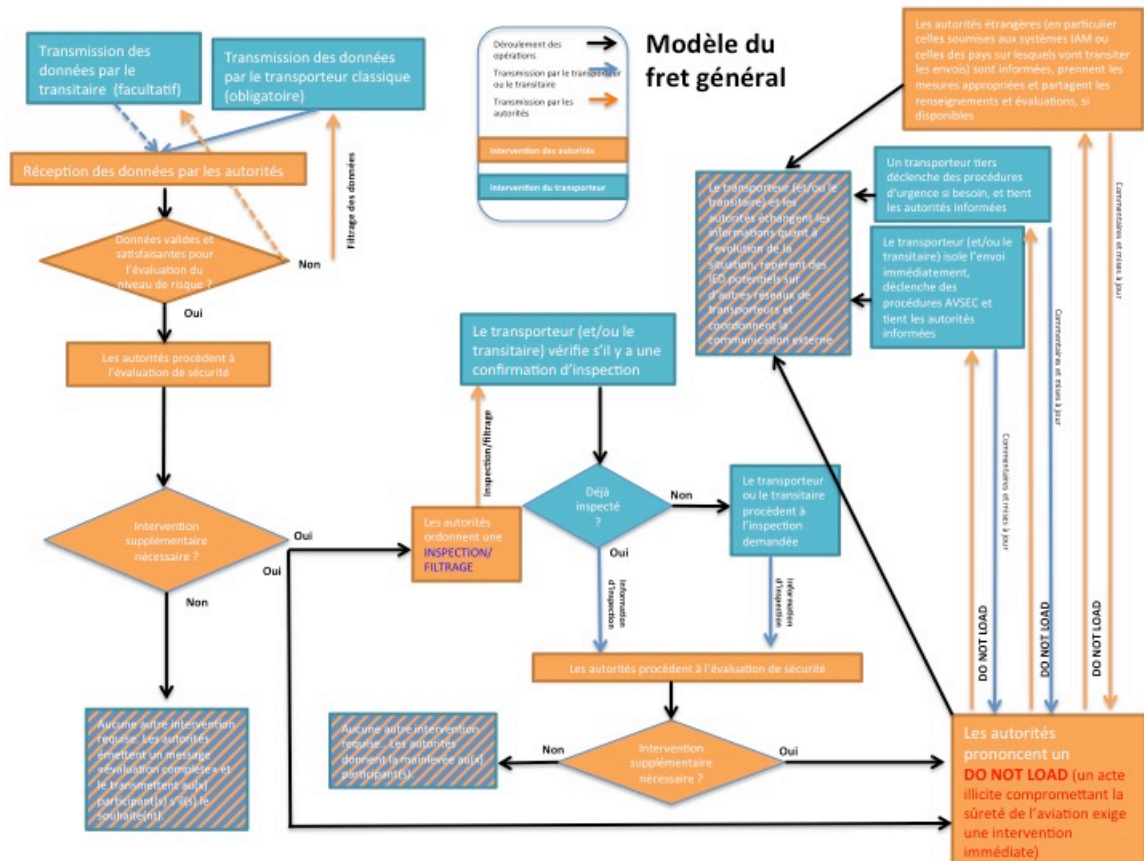 Transmission des
données par le
transitaire (facultatif)
Transmission des données
par le transporteur classique
(obligatoire)
Déroulement des
opérations
Transmission par le transporteur
ou le transitaire
Transmission par les
autorités
Intervention des autorités
Intervention du transporteur
Modèle du
fret général
Les autorités étrangères (en particulier
celles soumises aux systèmes IAM ou
celles des pays sur lesquels vont transiter
les envois) sont informées, prennent les
mesures appropriées et partagent les
renseignements et évaluations, si
disponibles
Réception des données par les autorités
Filtrage des données
Données valides et
satisfaisantes pour
l'évaluation du
niveau de risque ?
Non
Oui
Un transporteur tiers
déclenche des procédures
d'urgence si besoin, et tient
les autorités informées
Le transporteur (et/ou le
transitaire) et les
autorités échangent les
informations quant à
l'evolution de la
situation, repèrent des
IED potentiels sur
d'autres réseaux de
transporteurs et
coordonnent la
communication externe
Le transporteur (et/ou le
transitaire) isole l'envoi
immédiatement,
déclenche des
procédures AVSEC et
tient les autorités
informées
Commentaires et mises à jour
Commentaires et mises à jour
Commentaires et mises à jour
Les autorités procèdent à
l'évaluation de sécurité
Le transporteur (et/ou le
transitaire) vérifie s'il y a une
confirmation d'inspection
Inspection/filtrage
Intervention
supplémentaire
nécessaire ?
Oui
Oui
Non
Les autorités
ordonnent une
INSPECTION/
FILTRAGE
Déjà
inspecté
?
Non
Oui
Le transporteur
ou le transitaire
procèdent à
l'inspection
demandée
Information
d'inspection
Information
d'inspection
DO NOT LOAD
DO NOT LOAD
DO NOT LOAD
Les autorités procèdent à l'évaluation de sécurité
Aucune autre intervention
requise. Les autorités
émettent un message
«évaluation complète» et
le transmettent au(x)
participant(s) s'il(s) le
souhaite(nt).
Aucune autre intervention
requise.. Les autorités
donnent la mainlevée au(x)
participant(s).
Non
Intervention
supplémentaire
nécessaire ?
Oui
Les autorités
prononcent un
DO NOT LOAD (un acte
illicite compromettant la
sûreté de l'aviation exige
une intervention
immédiate)